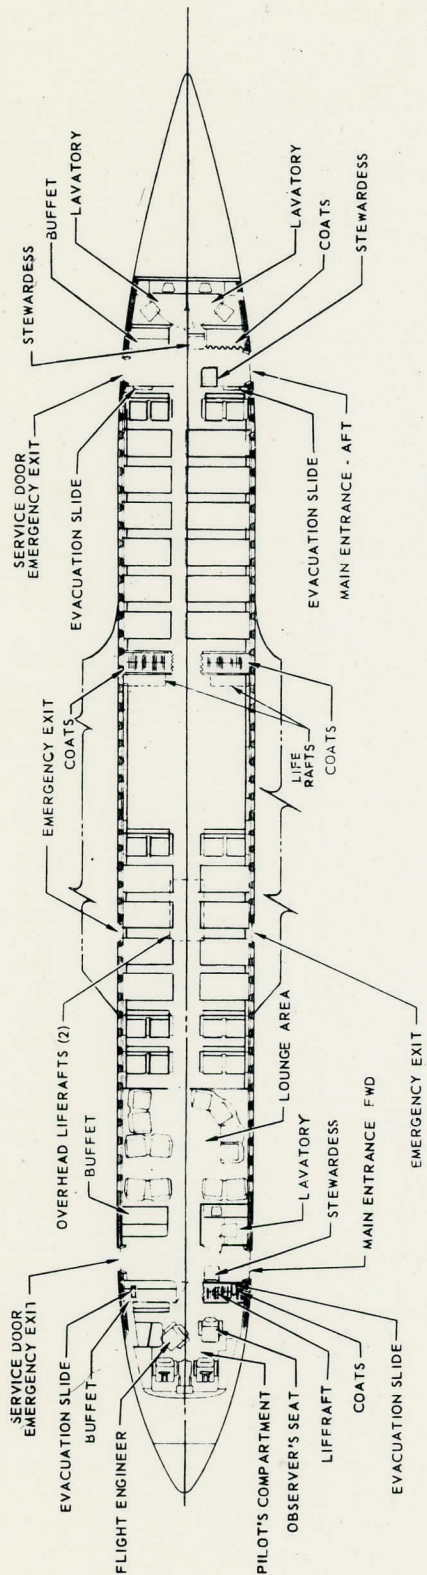 SERVICE DOOR
EMERGENCY EXIT
EVACUATION SLIDE
BUFFET
FLIGHT ENGINEER
OVERHEAD LIFERAFTS (2)
BUFFET
EMERGENCY EXIT
COATS
SERVICE DOOR
EMERGENCY EXIT
EVACUATION SLIDE
STEWARDESS
BUFFET
LAVATORY
PILOT'S COMPARTMENT
OBSERVER'S SEAT
LIFFRAFT
COATS
EVACUATION SLIDE
LOUNGE AREA
LAVATORY
STEWARDESS
MAIN ENTRANCE FWD
EMERGENCY EXIT
LIFE
RAFTS
COATS
EVACUATION SLIDE
MAIN ENTRANCE - AFT
LAVATORY
COATS
STEWARDESS